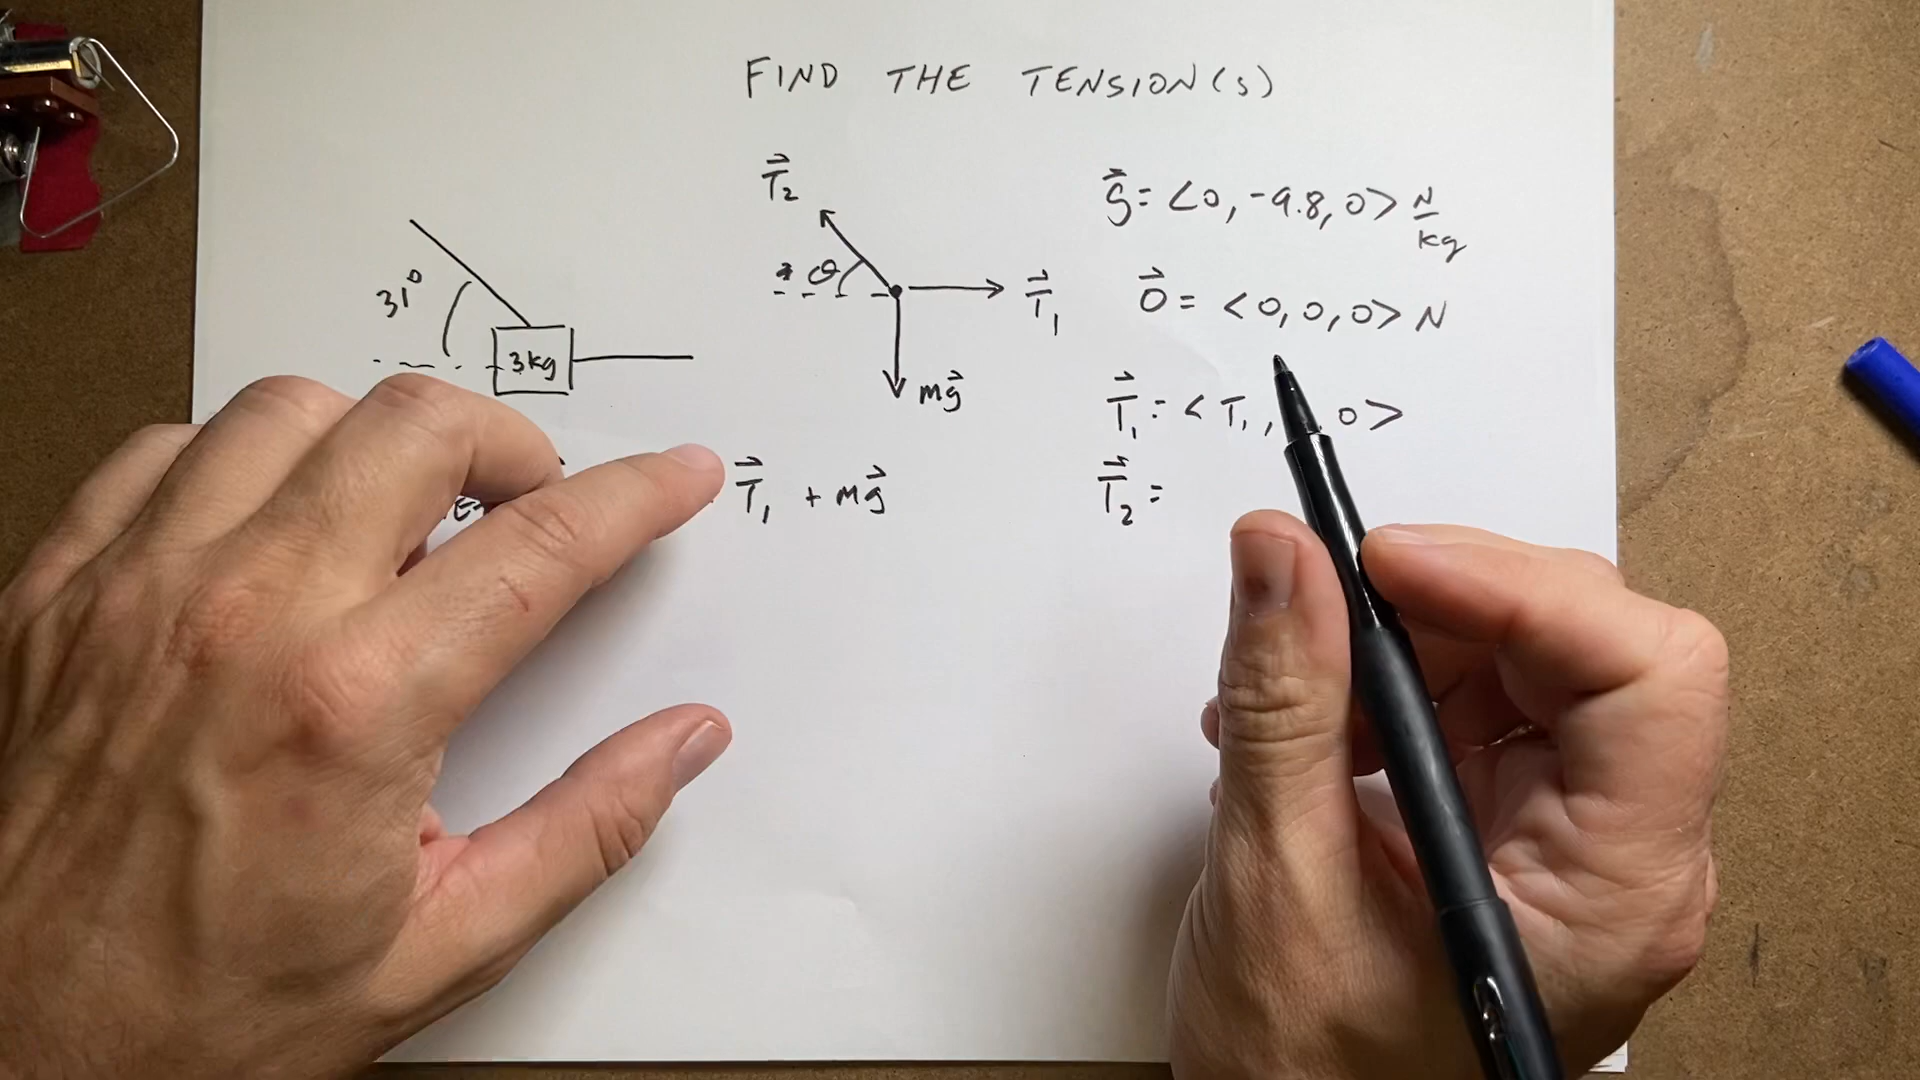 FIND THE TENSION(S)
T⃗₂
g⃗ = <0, -9.8, 0> N/kg
31°
θ
T⃗₁
0⃗ = <0, 0, 0> N
3kg
mg⃗
T⃗₁ = <T₁, 0>
T⃗₁ + mg⃗
T⃗₂ =